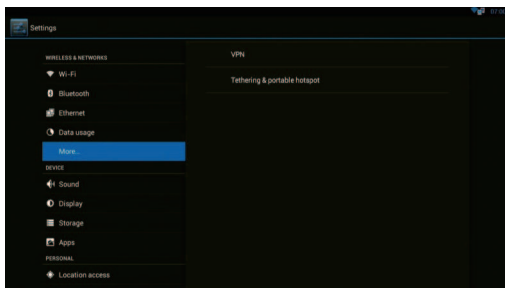 Settings
WIRELESS & NETWORKS
Wi-Fi
Bluetooth
Ethernet
Data usage
More...
DEVICE
Sound
Display
Storage
Apps
PERSONAL
Location access
VPN
Tethering & portable hotspot